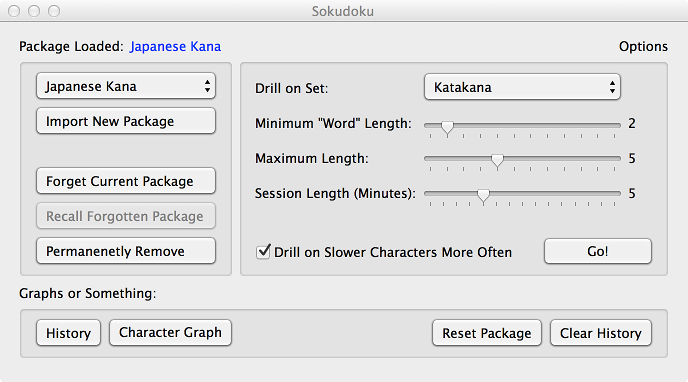 Sokudoku
Package Loaded: Japanese Kana
Options
Japanese Kana
Import New Package
Forget Current Package
Recall Forgotten Package
Permanenetly Remove
Drill on Set: Katakana
Minimum "Word" Length: 2
Maximum Length: 5
Session Length (Minutes): 5
Drill on Slower Characters More Often
Go!
Graphs or Something:
History
Character Graph
Reset Package
Clear History